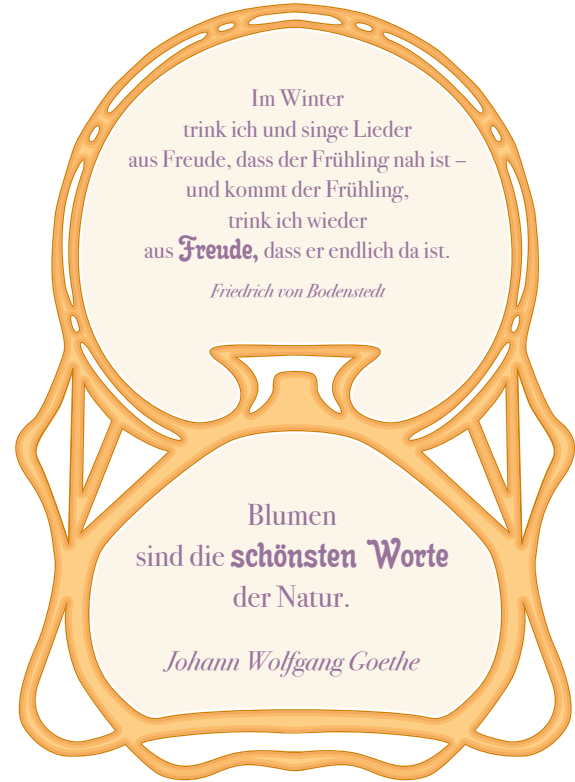 Im Winter
trink ich und singe Lieder
aus Freude, dass der Frühling nah ist –
und kommt der Frühling,
trink ich wieder
aus Freude, dass er endlich da ist.
Friedrich von Bodenstedt
Blumen
sind die schönsten Worte
der Natur.
Johann Wolfgang Goethe